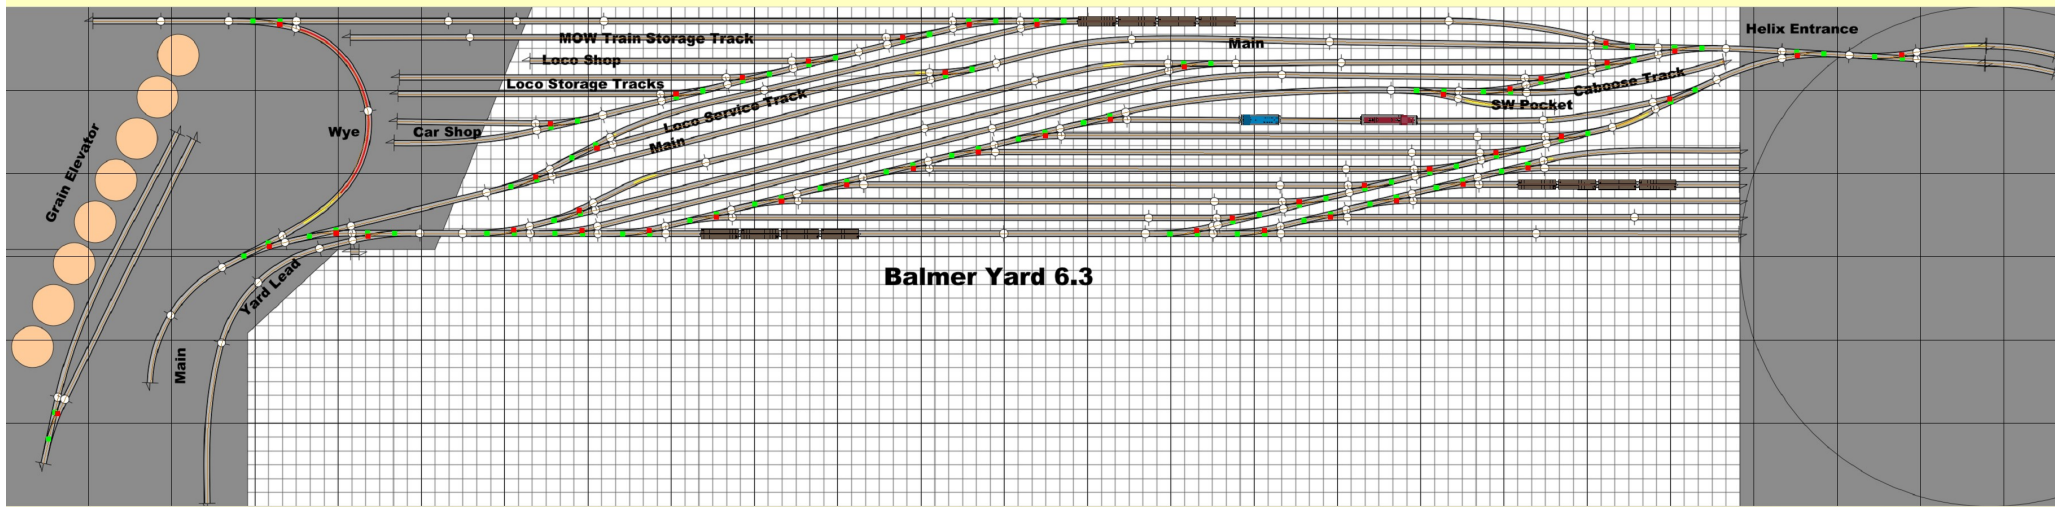 Helix Entrance
MOW Train Storage Track
Main
Loco Shop
Loco Storage Tracks
Caboose Track
SW Pocket
Loco Service Track
Wye
Car Shop
Main
Grain Elevator
Balmer Yard 6.3
Yard Lead
Main